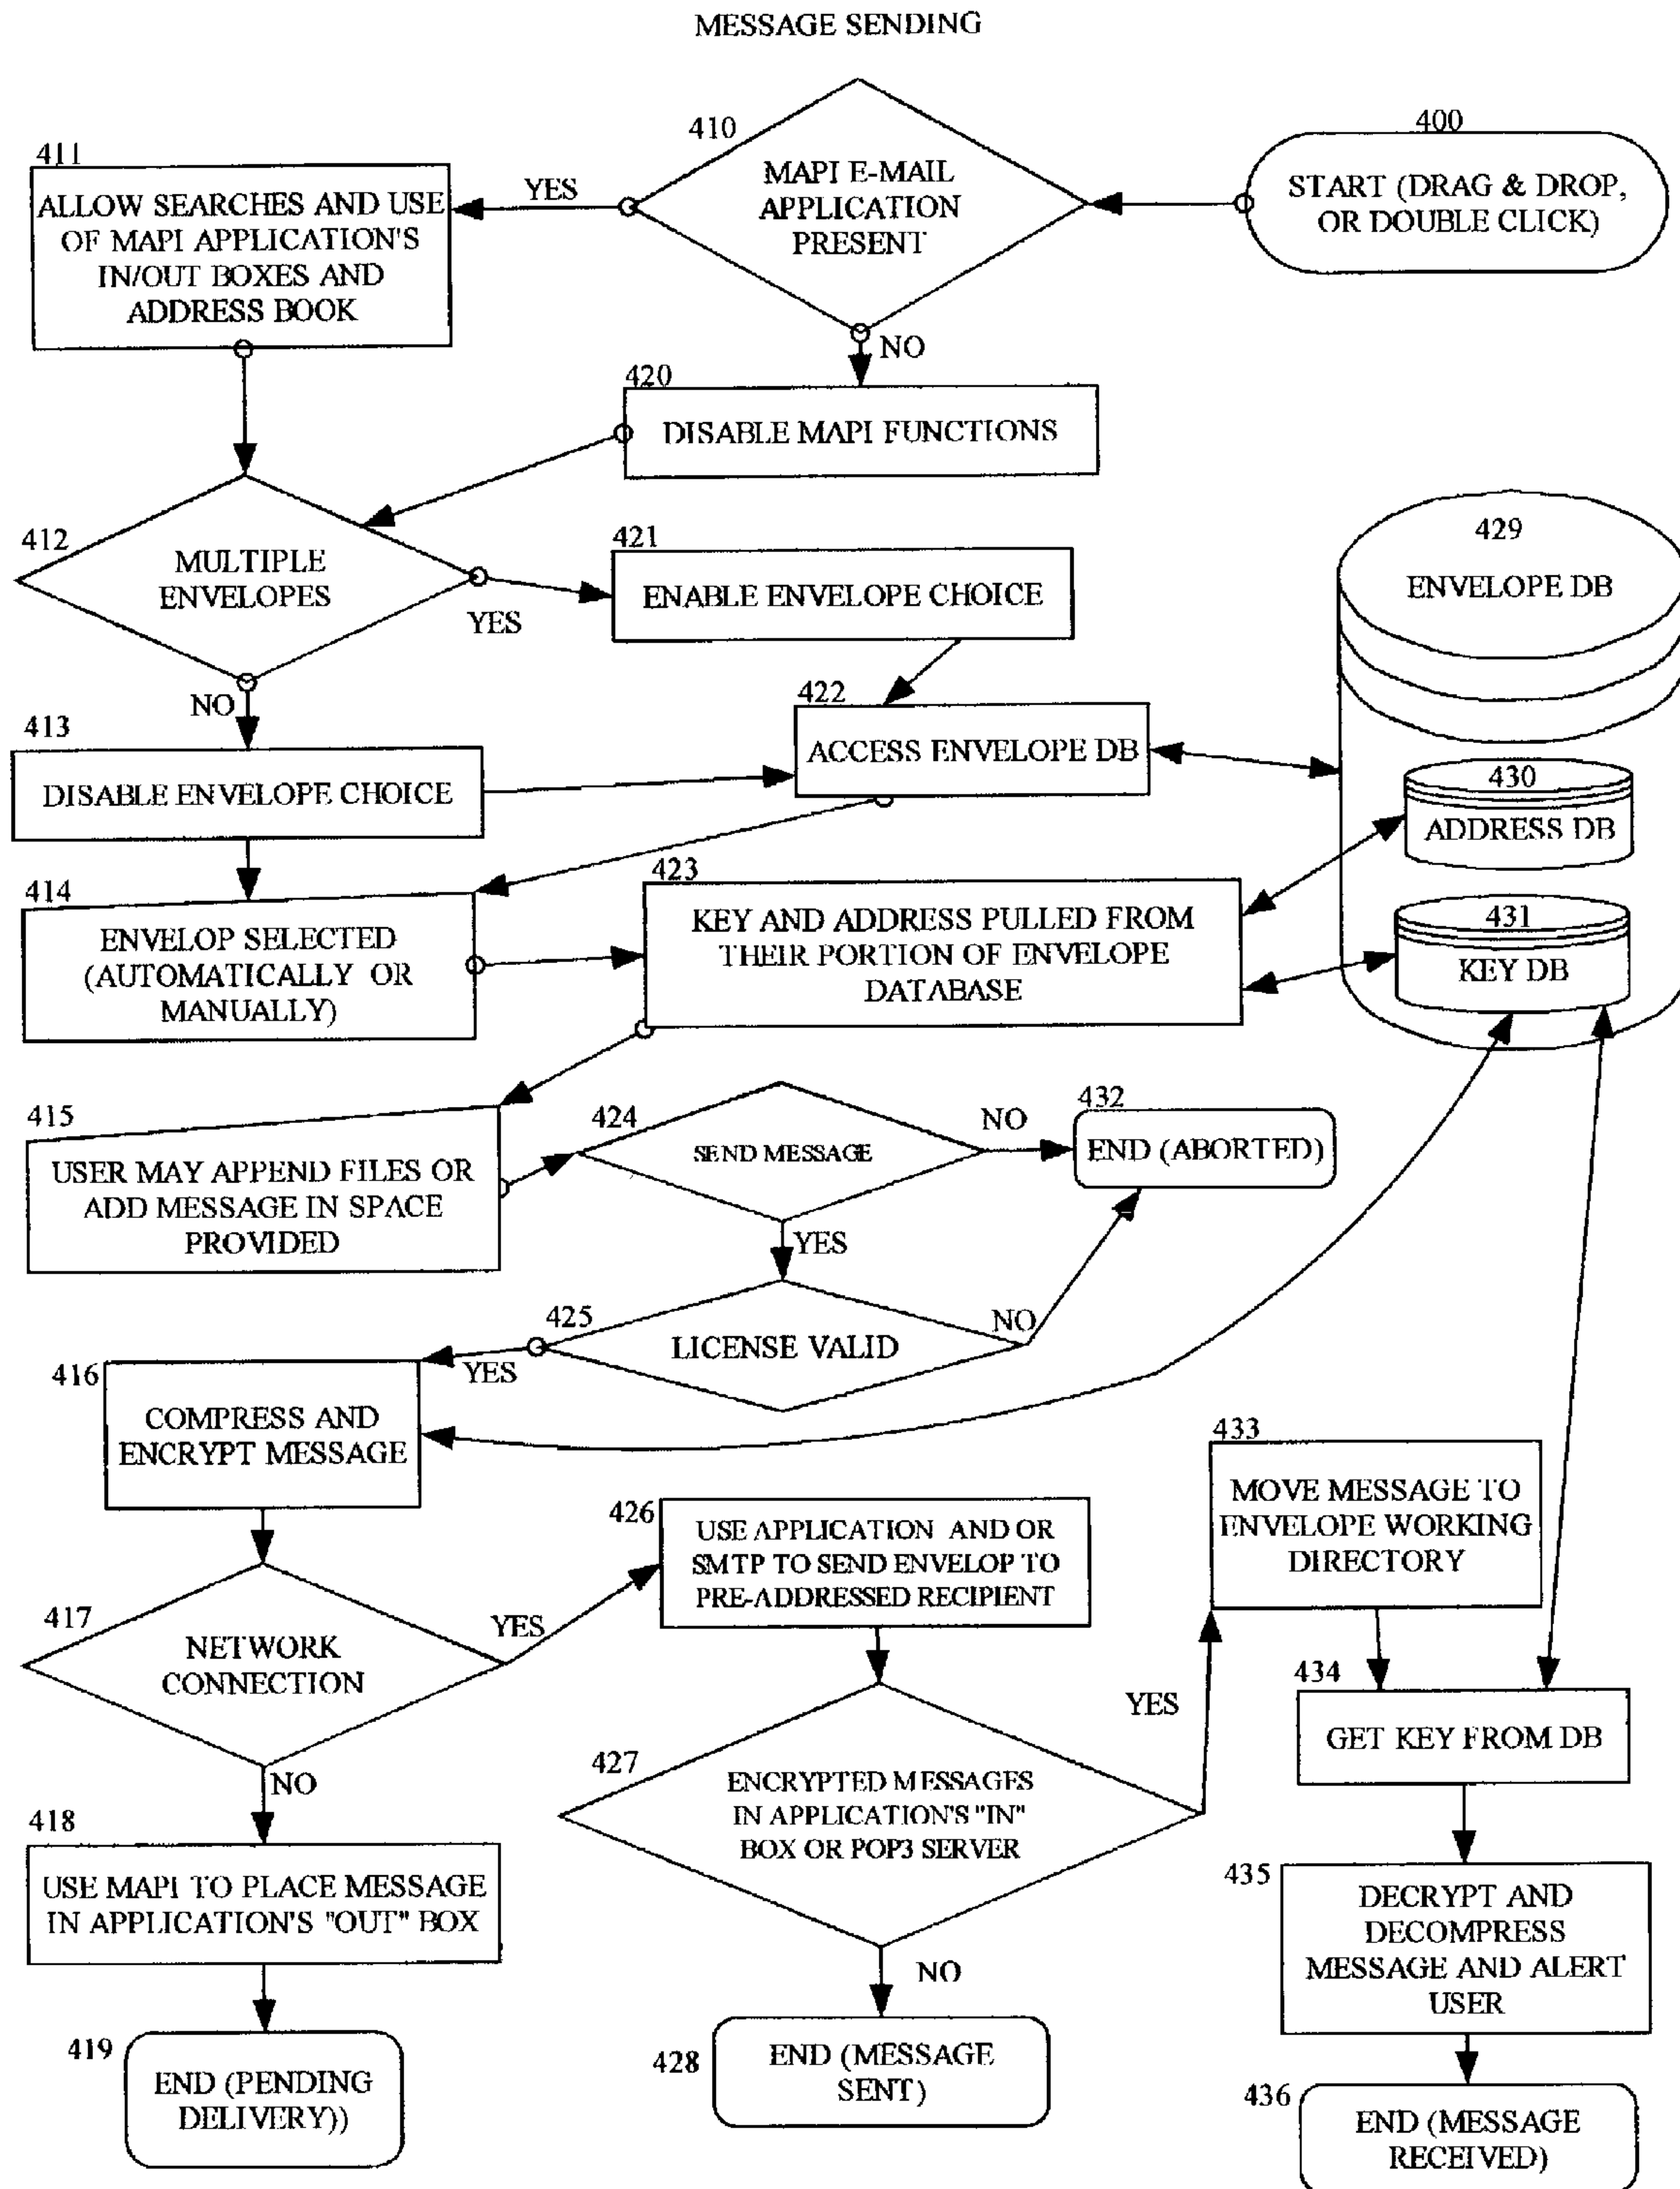 MESSAGE SENDING
400
START (DRAG & DROP,
OR DOUBLE CLICK)
410
MAPI E-MAIL
APPLICATION
PRESENT
YES
NO
411
ALLOW SEARCHES AND USE
OF MAPI APPLICATION'S
IN/OUT BOXES AND
ADDRESS BOOK
420
DISABLE MAPI FUNCTIONS
412
MULTIPLE
ENVELOPES
YES
NO
421
ENABLE ENVELOPE CHOICE
429
ENVELOPE DB
413
DISABLE ENVELOPE CHOICE
422
ACCESS ENVELOPE DB
430
ADDRESS DB
414
ENVELOP SELECTED
(AUTOMATICALLY OR
MANUALLY)
423
KEY AND ADDRESS PULLED FROM
THEIR PORTION OF ENVELOPE
DATABASE
431
KEY DB
415
USER MAY APPEND FILES OR
ADD MESSAGE IN SPACE
PROVIDED
424
SEND MESSAGE
NO
YES
432
END (ABORTED)
425
LICENSE VALID
NO
YES
416
COMPRESS AND
ENCRYPT MESSAGE
417
NETWORK
CONNECTION
YES
NO
426
USE APPLICATION AND OR
SMTP TO SEND ENVELOP TO
PRE-ADDRESSED RECIPIENT
433
MOVE MESSAGE TO
ENVELOPE WORKING
DIRECTORY
427
ENCRYPTED MESSAGES
IN APPLICATION'S "IN"
BOX OR POP3 SERVER
YES
NO
434
GET KEY FROM DB
418
USE MAPI TO PLACE MESSAGE
IN APPLICATION'S "OUT" BOX
435
DECRYPT AND
DECOMPRESS
MESSAGE AND ALERT
USER
419
END (PENDING
DELIVERY))
428
END (MESSAGE
SENT)
436
END (MESSAGE
RECEIVED)